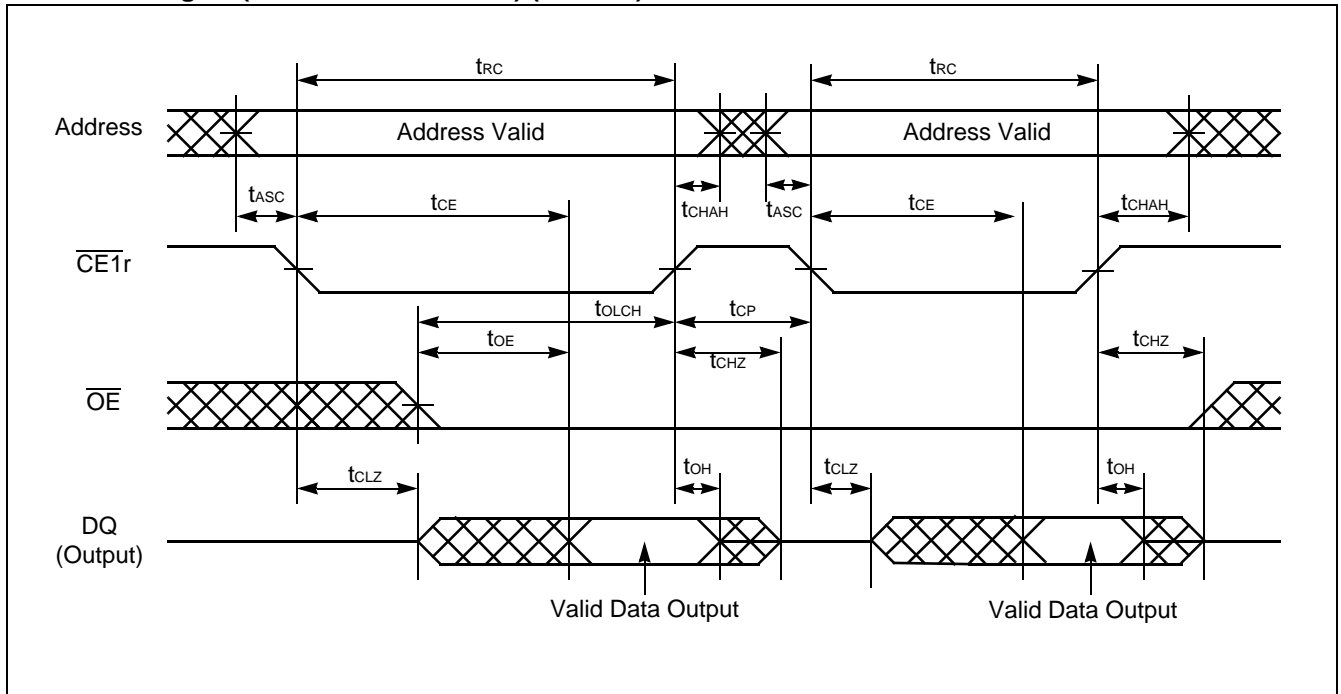 tRC tRC
Address Address Valid Address Valid
tASC tCE tCHAH tASC tCE tCHAH
CE1r
tOLCH tCP
tOE tCHZ tCHZ
OE
tCLZ tOH tCLZ tOH
DQ
(Output)
Valid Data Output Valid Data Output